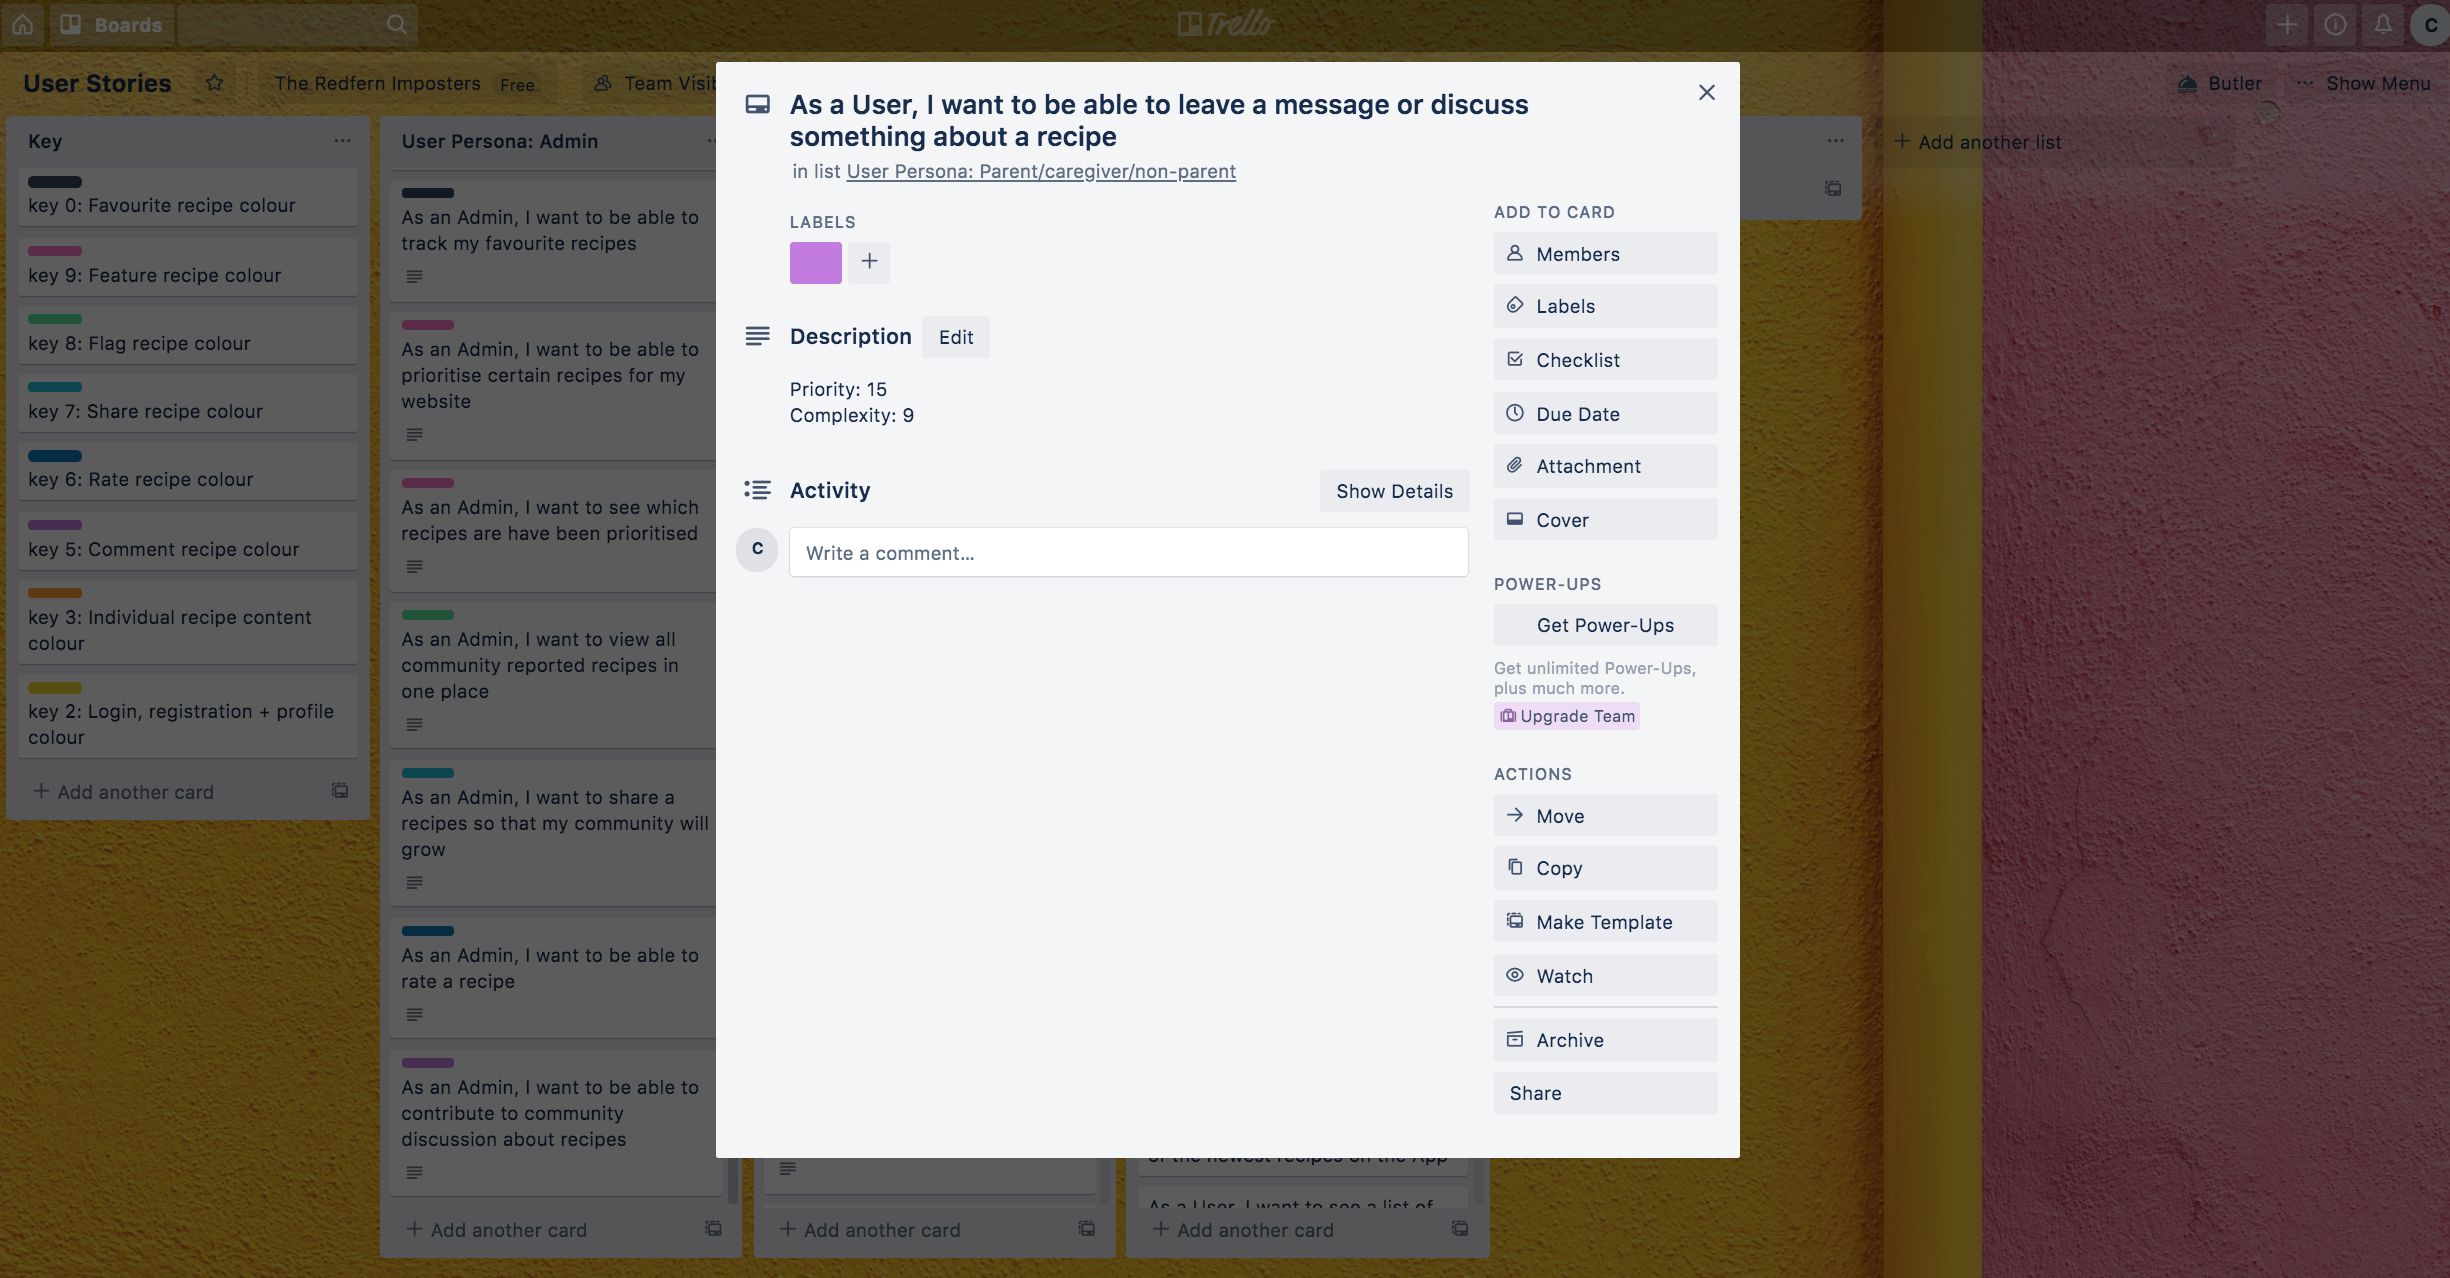 Boards
Trello
C
User Stories
The Redfern Imposters Free
Team Visib
Butler
Show Menu
Key
key 0: Favourite recipe colour
key 9: Feature recipe colour
key 8: Flag recipe colour
key 7: Share recipe colour
key 6: Rate recipe colour
key 5: Comment recipe colour
key 3: Individual recipe content
colour
key 2: Login, registration + profile
colour
Add another card
User Persona: Admin
As an Admin, I want to be able to
track my favourite recipes
As an Admin, I want to be able to
prioritise certain recipes for my
website
As an Admin, I want to see which
recipes are have been prioritised
As an Admin, I want to view all
community reported recipes in
one place
As an Admin, I want to share a
recipes so that my community will
grow
As an Admin, I want to be able to
rate a recipe
As an Admin, I want to be able to
contribute to community
discussion about recipes
Add another card
As a User, I want to be able to leave a message or discuss
something about a recipe
in list User Persona: Parent/caregiver/non-parent
LABELS
Description
Edit
Priority: 15
Complexity: 9
Activity
Show Details
C
Write a comment...
ADD TO CARD
Members
Labels
Checklist
Due Date
Attachment
Cover
POWER-UPS
Get Power-Ups
Get unlimited Power-Ups,
plus much more.
Upgrade Team
ACTIONS
Move
Copy
Make Template
Watch
Archive
Share
Add another card
of the newest recipes on the App
As a User, I want to see a list of
Add another card
Add another list